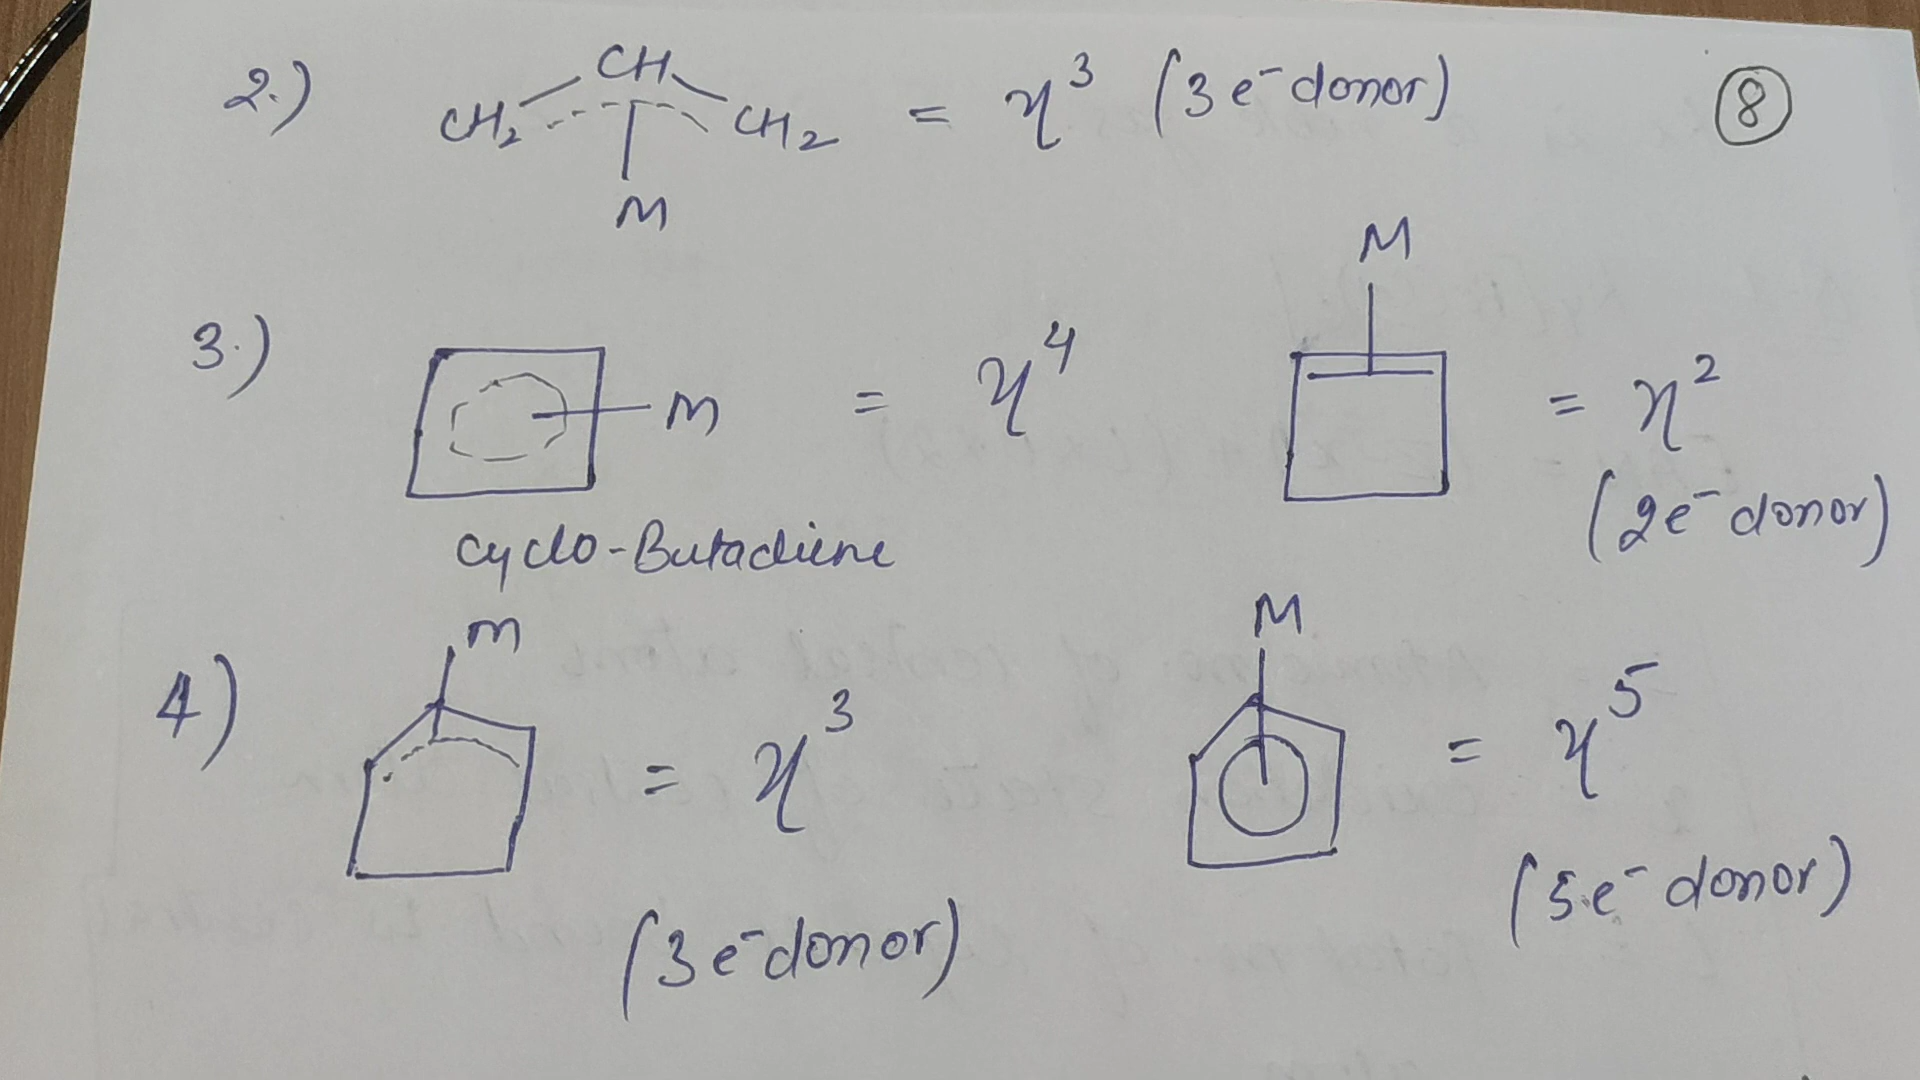 2.) CH₂ CH CH₂ = η³ (3e⁻ donor) ⑧
M
3.) M = η⁴
M = η²
(2e⁻ donor)
Cyclo-Butadiene
4) M = η³
(3e⁻ donor)
M = η⁵
(5e⁻ donor)